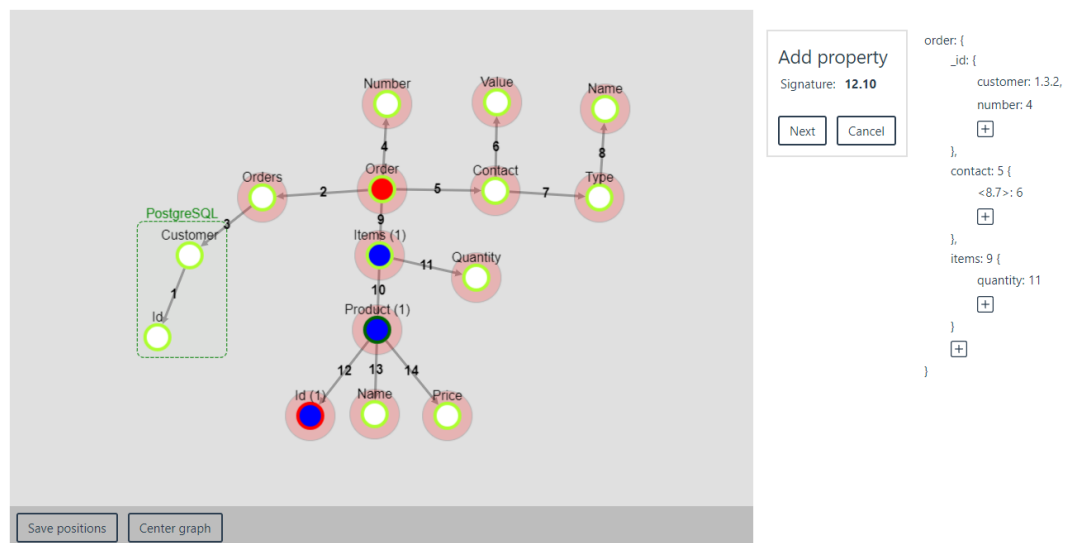 Number
Value
Name
4
6
8
Orders
Order
Contact
Type
2
5
7
PostgreSQL
3
9
Customer
Items (1)
Quantity
11
1
10
Id
Product (1)
12
13
14
Id (1)
Name
Price
Save positions
Center graph
Add property
Signature: 12.10
Next
Cancel
order: {
_id: {
customer: 1.3.2,
number: 4
+
},
contact: 5 {
<8.7>: 6
+
},
items: 9 {
quantity: 11
+
}
+
}